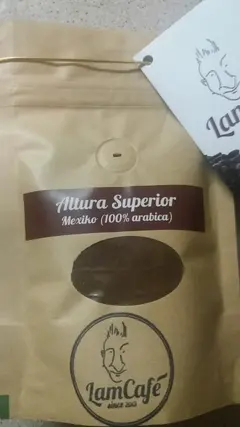 Altura Superior
Mexiko (100% arabica)
LamCafé